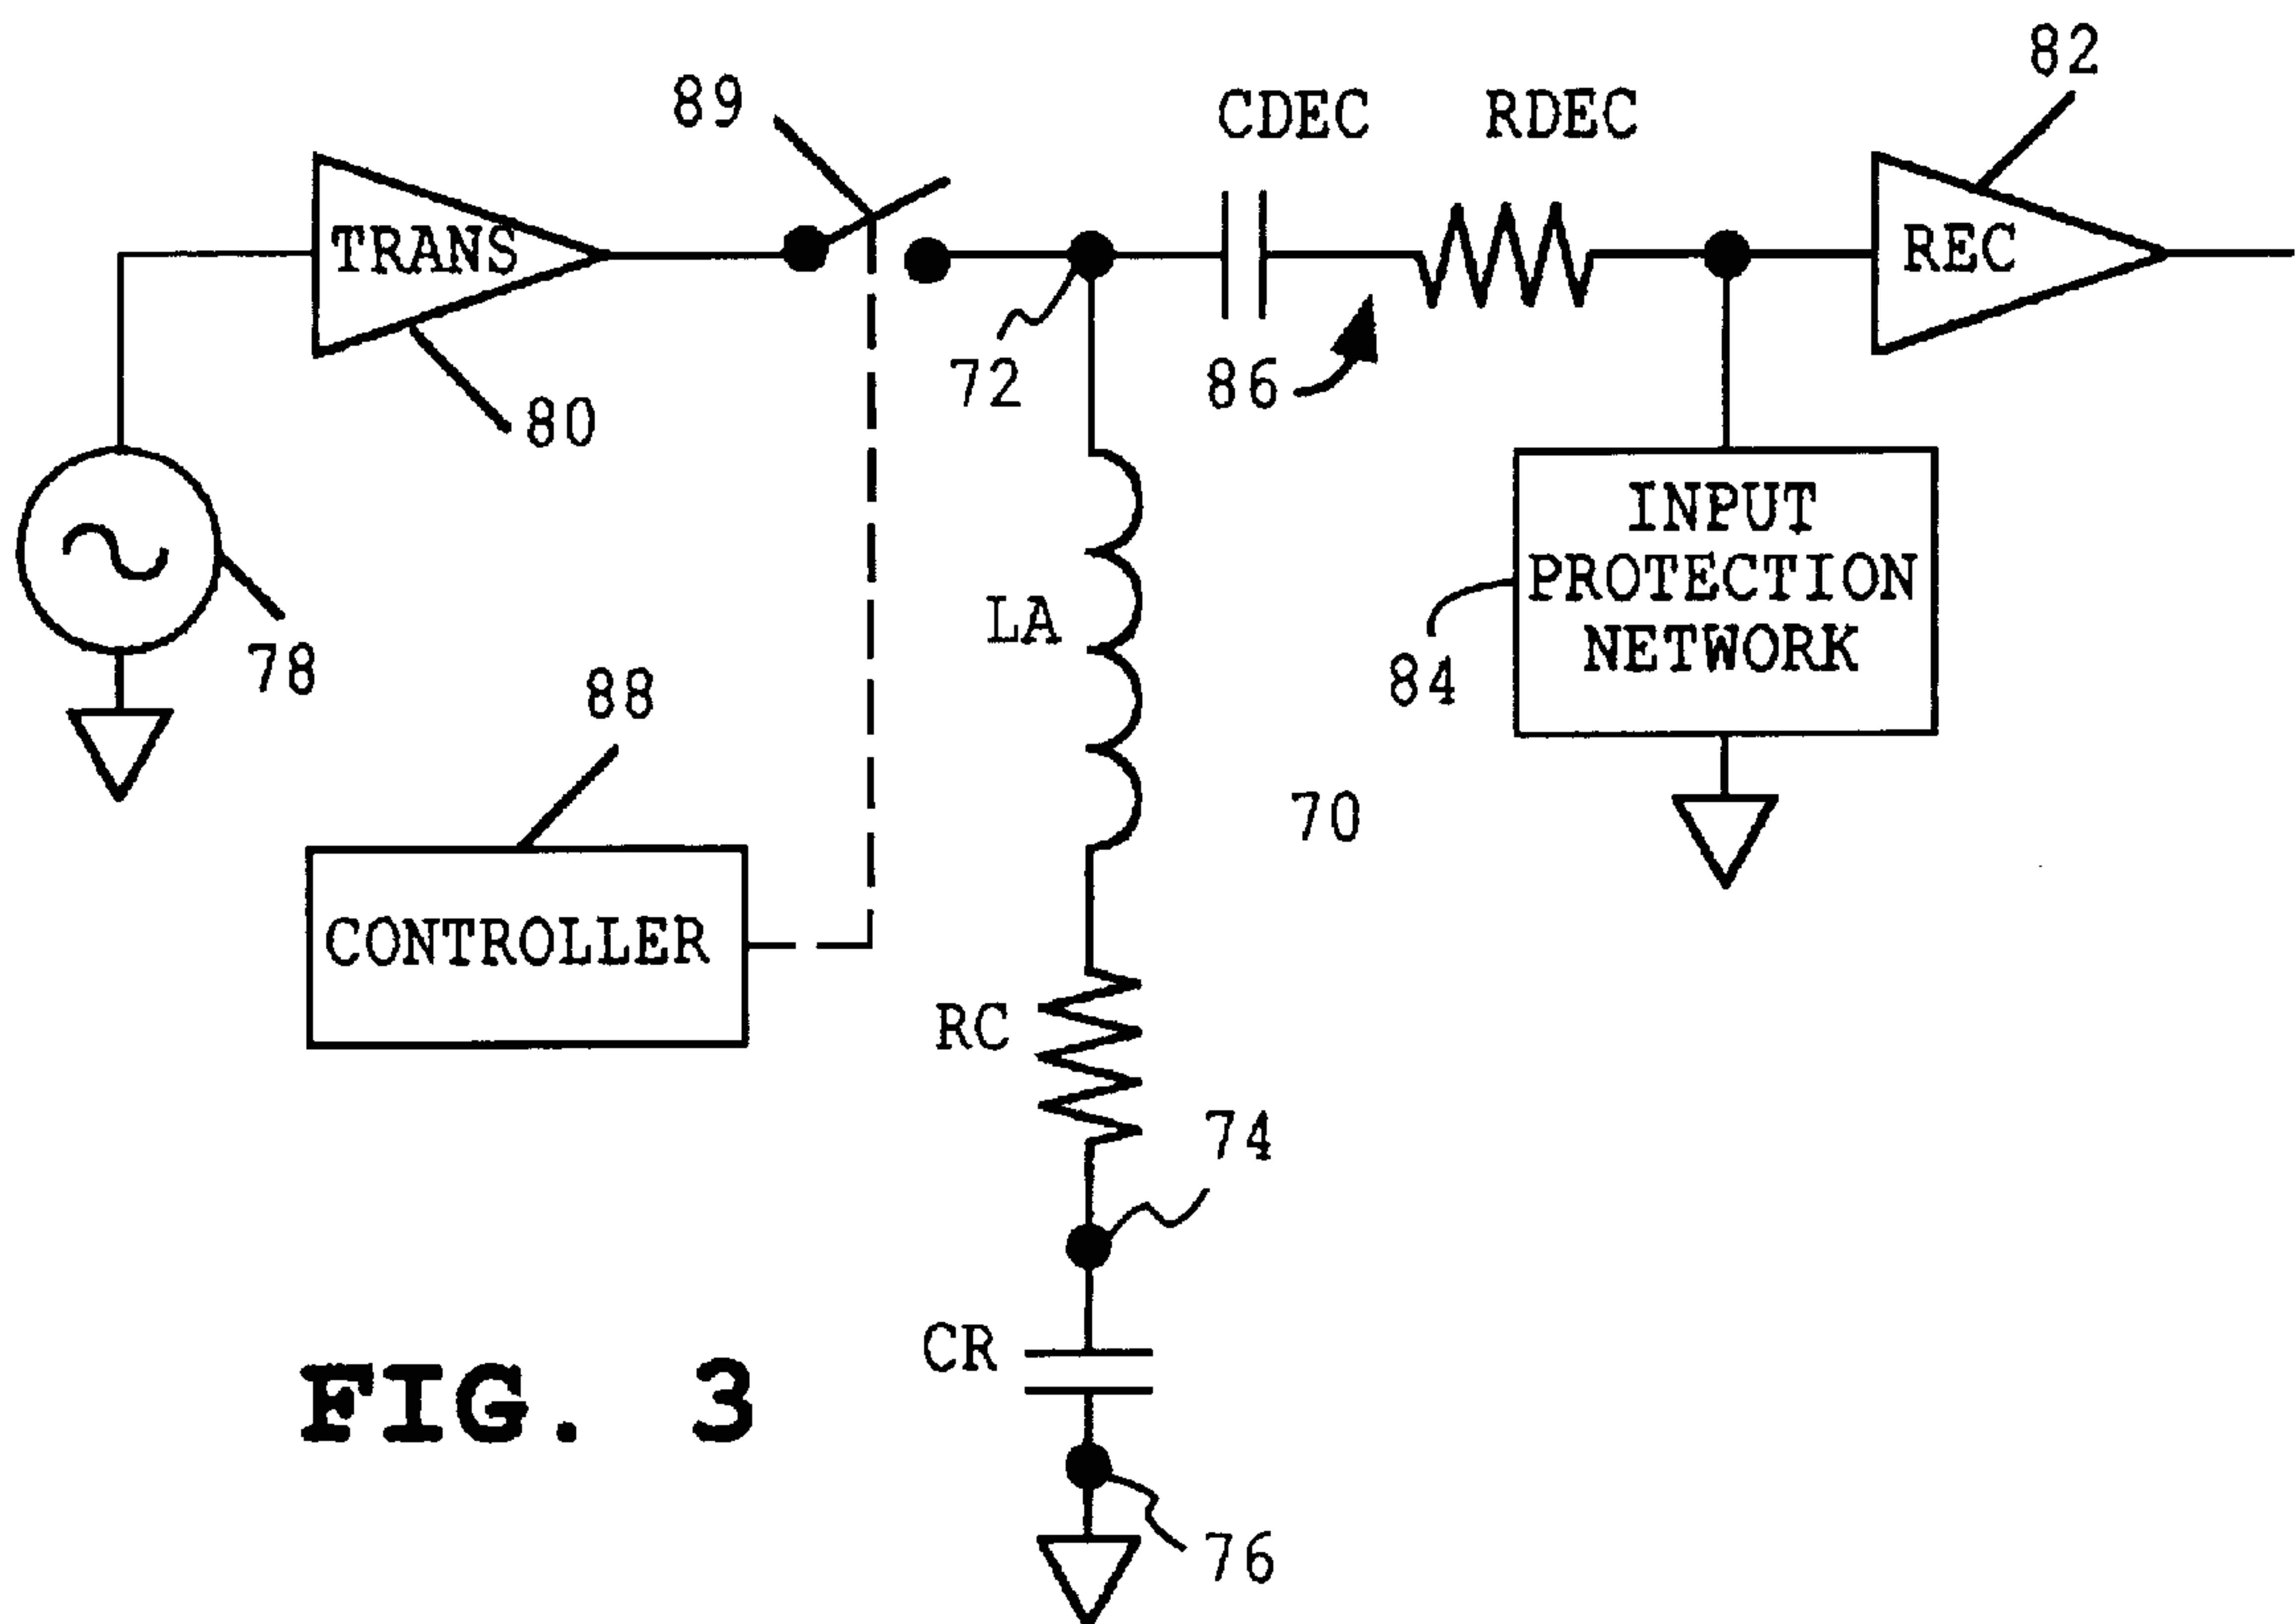 82
89
CDEC
RDEC
TRANS
REC
72
86
80
INPUT
PROTECTION
NETWORK
LA
78
88
84
70
CONTROLLER
RC
74
CR
FIG. 3
76